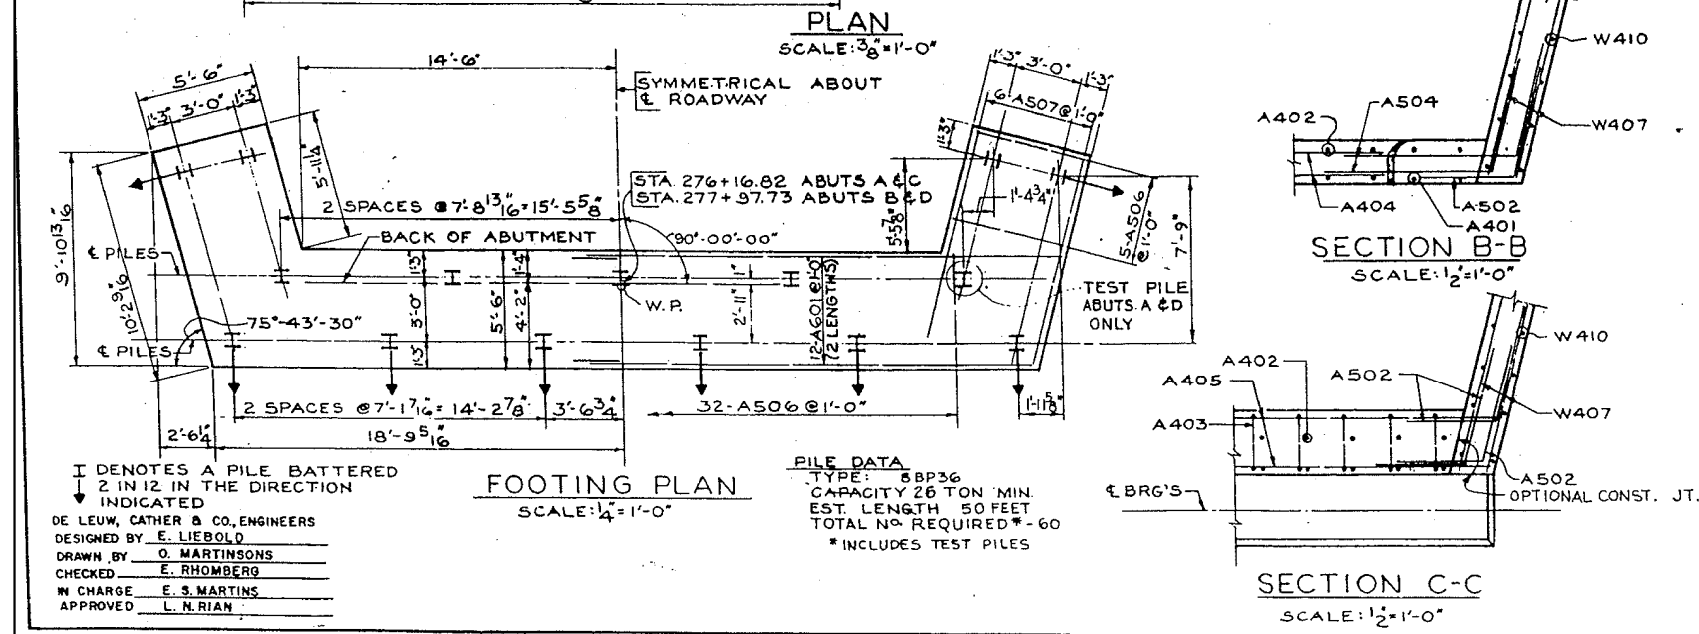 PLAN
SCALE: 3/8" = 1'-0"
14'-6"
SYMMETRICAL ABOUT
℄ ROADWAY
5'-6"
1'-3" 3'-0" 1'-3"
5'-11¼"
1'-3" 3'-0" 1'-3"
6-A507@1'-0"
1'-3"
STA. 276+16.82 ABUTS A & C
STA. 277+97.73 ABUTS B & D
2 SPACES @ 7'-8 13/16" = 15'-5⅝"
BACK OF ABUTMENT
90°-00'-00"
5'-5⅞"
1'-4¾"
5-A506
@1'-0"
7'-9"
9'-10 13/16"
10'-2 9/16"
℄ PILES
75°-43'-30"
℄ PILES
1'-3"
3'-0"
1'-3"
5'-6"
1'-4"
4'-2"
W.P.
2'-11"
1"
12-A601@1'-0"
(2 LENGTHS)
TEST PILE
ABUTS. A & D
ONLY
2 SPACES @ 7'-1 7/16" = 14'-2⅞"
3'-6¾"
32-A506@1'-0"
1'-11⅝"
2'-6¼"
18'-9 5/16"
I DENOTES A PILE BATTERED
2 IN 12 IN THE DIRECTION
INDICATED
FOOTING PLAN
SCALE: ¼" = 1'-0"
PILE DATA
TYPE: 8BP36
CAPACITY 26 TON MIN.
EST. LENGTH 50 FEET
TOTAL No. REQUIRED* - 60
*INCLUDES TEST PILES
DE LEUW, CATHER & CO., ENGINEERS
DESIGNED BY E. LIEBOLD
DRAWN BY O. MARTINSONS
CHECKED E. RHOMBERG
IN CHARGE E. S. MARTINS
APPROVED L. N. RIAN
W410
A504
A402
W407
A404
A502
A401
SECTION B-B
SCALE: ½" = 1'-0"
W410
A402
A405
A502
A403
W407
A502
OPTIONAL CONST. JT.
℄ BRG'S
SECTION C-C
SCALE: ½" = 1'-0"